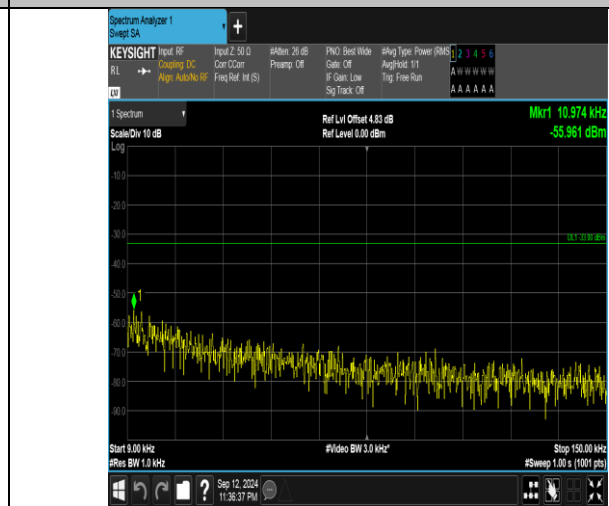 Spectrum Analyzer 1
Swept SA
+
KEYSIGHT Input: RF Input Z: 50 Ω #Atten: 26 dB PNO: Best Wide #Avg Type: Power (RMS 1 2 3 4 5 6
RL Coupling: DC Corr CCorr Preamp: Off Gate: Off Avg|Hold: 1/1 A W W W W W
Align: Auto/No RF Freq Ref: Int (S) IF Gain: Low Trig: Free Run
LXI Sig Track: Off A A A A A A
1 Spectrum Ref Lvl Offset 4.83 dB Mkr1 10.974 kHz
Scale/Div 10 dB Ref Level 0.00 dBm -55.961 dBm
Log
-10.0
-20.0
-30.0
DL1 -33.00 dBm
-40.0
-50.0
1
-60.0
-70.0
-80.0
-90.0
Start 9.00 kHz #Video BW 3.0 kHz* Stop 150.00 kHz
#Res BW 1.0 kHz #Sweep 1.00 s (1001 pts)
? Sep 12, 2024
11:36:37 PM